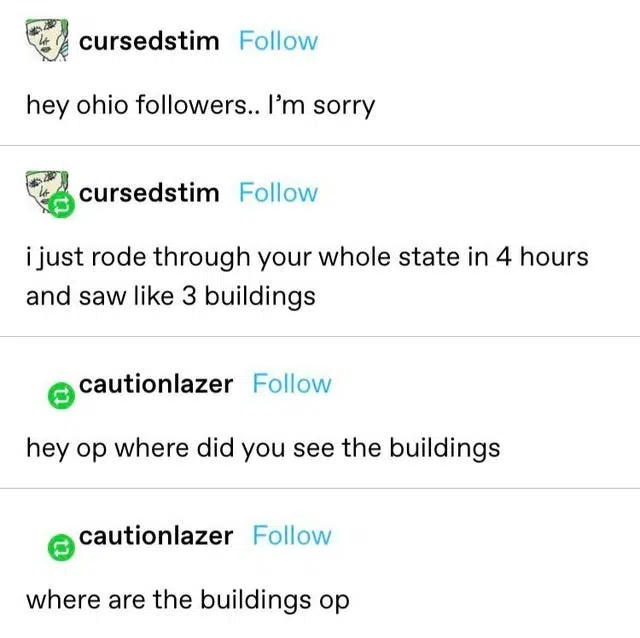 cursedstim Follow
hey ohio followers.. I’m sorry
cursedstim Follow
i just rode through your whole state in 4 hours
and saw like 3 buildings
cautionlazer Follow
hey op where did you see the buildings
cautionlazer Follow
where are the buildings op